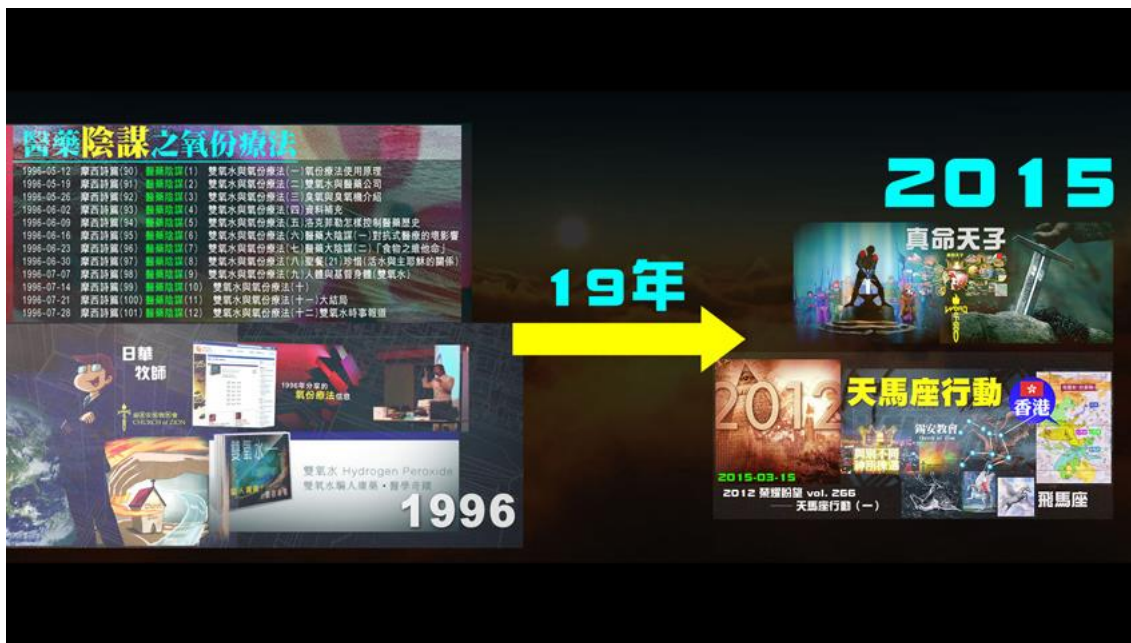 醫藥陰謀之氧份療法
1996-05-12 摩西詩篇(90) 醫藥陰謀(1) 雙氧水與氧份療法(一)氧份療法使用原理
1996-05-19 摩西詩篇(91) 醫藥陰謀(2) 雙氧水與氧份療法(二)雙氧水與醫藥公司
1996-05-26 摩西詩篇(92) 醫藥陰謀(3) 雙氧水與氧份療法(三)臭氧與臭氧機介紹
1996-06-02 摩西詩篇(93) 醫藥陰謀(4) 雙氧水與氧份療法(四)資料補充
1996-06-09 摩西詩篇(94) 醫藥陰謀(5) 雙氧水與氧份療法(五)洛克菲勒怎樣控制醫藥歷史
1996-06-16 摩西詩篇(95) 醫藥陰謀(6) 雙氧水與氧份療法(六)醫藥大陰謀(一)對抗式醫療的壞影響
1996-06-23 摩西詩篇(96) 醫藥陰謀(7) 雙氧水與氧份療法(七)醫藥大陰謀(二)「食物之維他命」
1996-06-30 摩西詩篇(97) 醫藥陰謀(8) 雙氧水與氧份療法(八)聖餐(21)珍惜(活水與主耶穌的關係)
1996-07-07 摩西詩篇(98) 醫藥陰謀(9) 雙氧水與氧份療法(九)人體與基督身體(雙氧水)
1996-07-14 摩西詩篇(99) 醫藥陰謀(10) 雙氧水與氧份療法(十)
1996-07-21 摩西詩篇(100) 醫藥陰謀(11) 雙氧水與氧份療法(十一)大結局
1996-07-28 摩西詩篇(101) 醫藥陰謀(12) 雙氧水與氧份療法(十二)雙氧水時事報道
日華
牧師
CHURCH of ZION
1996年分享的
氧份療法信息
雙氧水
雙氧水 Hydrogen Peroxide
雙氧水騙人療藥・醫學奇蹟
1996
19年
2015
真命天子
2012
天馬座行動
香港
錫安教會
與別不同
神張揚滿
2015-03-15
2012 榮耀盼望 vol. 266
天馬座行動(一)
飛馬座